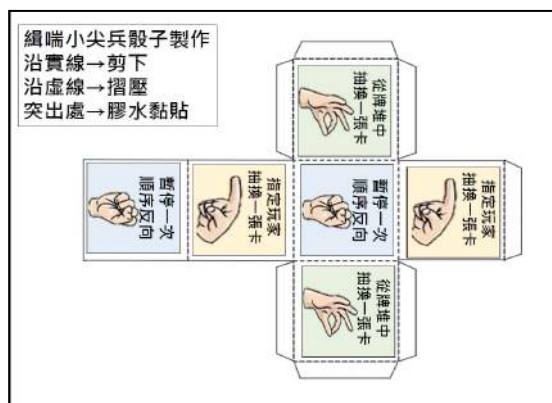 緝喘小尖兵骰子製作
沿實線→剪下
沿虛線→摺壓
突出處→膠水黏貼
從牌堆中
抽換一張卡
暫停一次
順序反向
指定玩家
抽換一張卡
暫停一次
順序反向
指定玩家
抽換一張卡
從牌堆中
抽換一張卡